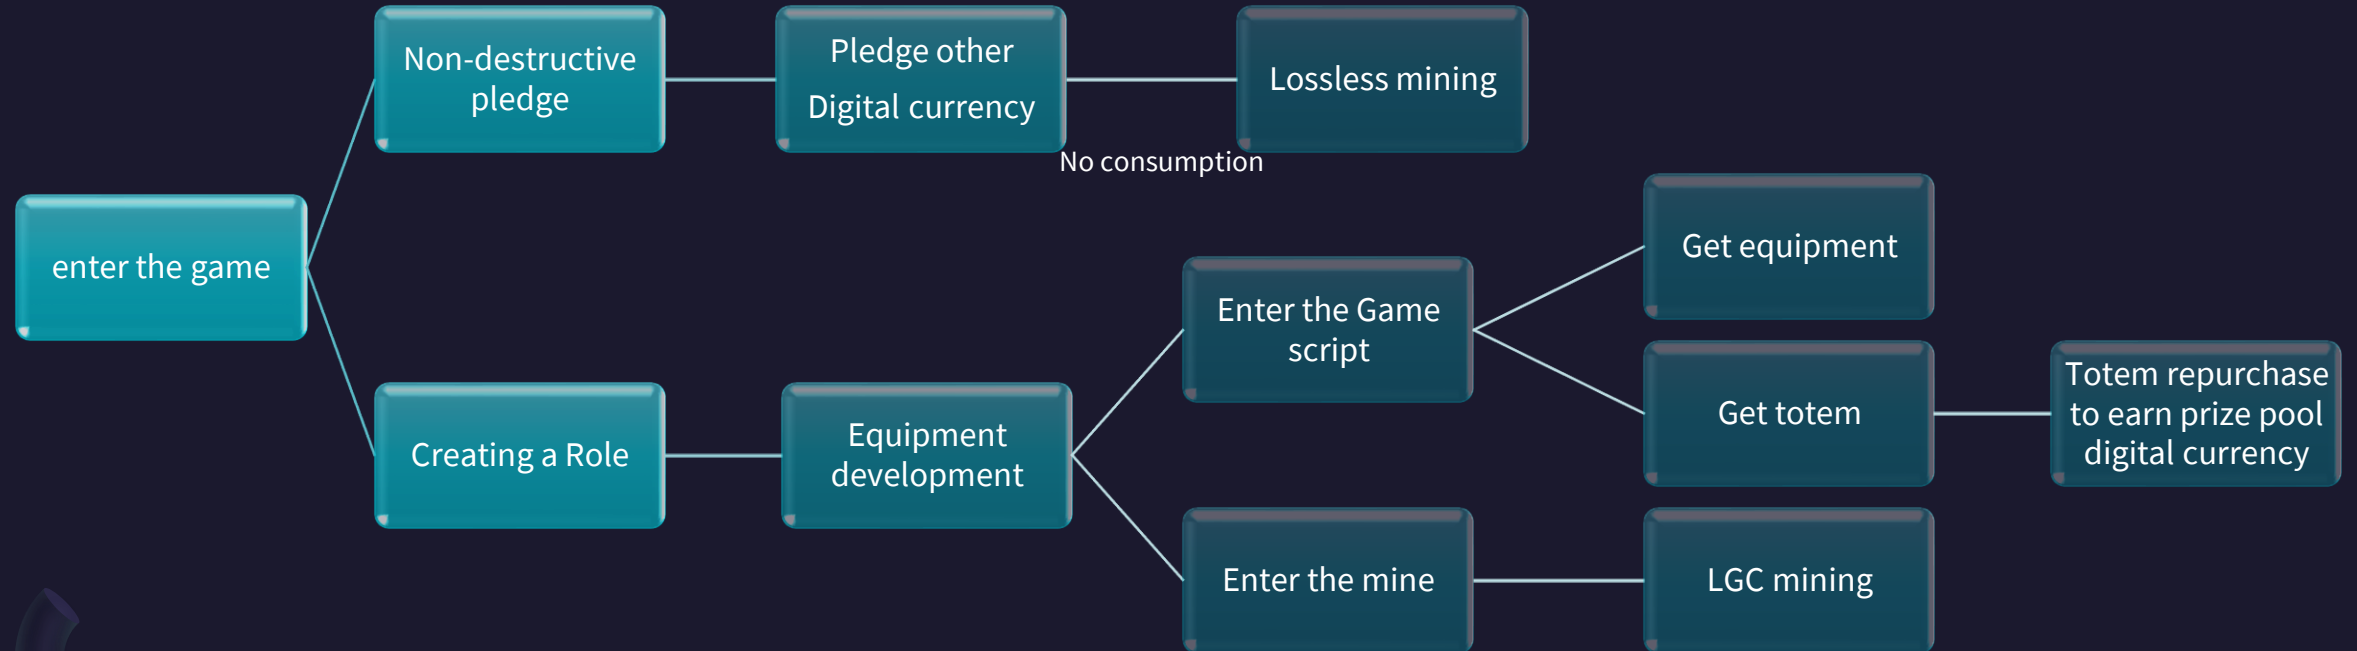 enter the game
Non-destructive
pledge
Pledge other
Digital currency
No consumption
Lossless mining
Creating a Role
Equipment
development
Enter the Game
script
Get equipment
Get totem
Totem repurchase
to earn prize pool
digital currency
Enter the mine
LGC mining